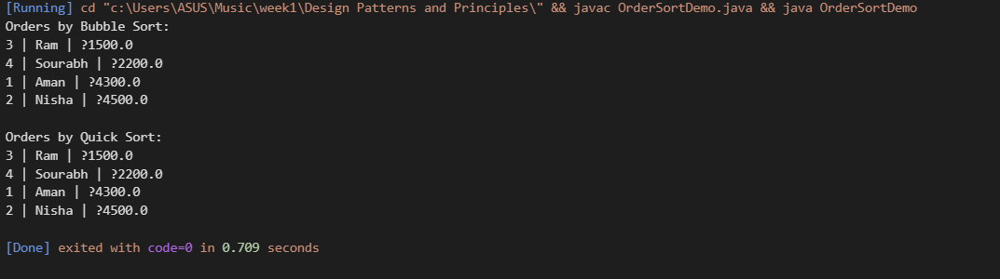 [Running] cd "c:\Users\ASUS\Music\week1\Design Patterns and Principles\" && javac OrderSortDemo.java && java OrderSortDemo
Orders by Bubble Sort:
3 | Ram | ?1500.0
4 | Sourabh | ?2200.0
1 | Aman | ?4300.0
2 | Nisha | ?4500.0
Orders by Quick Sort:
3 | Ram | ?1500.0
4 | Sourabh | ?2200.0
1 | Aman | ?4300.0
2 | Nisha | ?4500.0
[Done] exited with code=0 in 0.709 seconds